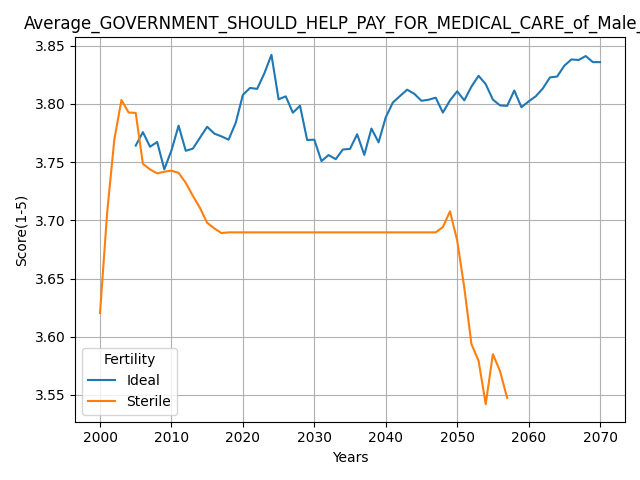 Average_GOVERNMENT_SHOULD_HELP_PAY_FOR_MEDICAL_CARE_of_Male_
3.85
3.80
3.75
3.70
3.65
3.60
3.55
Score(1-5)
Fertility
Ideal
Sterile
2000 2010 2020 2030 2040 2050 2060 2070
Years